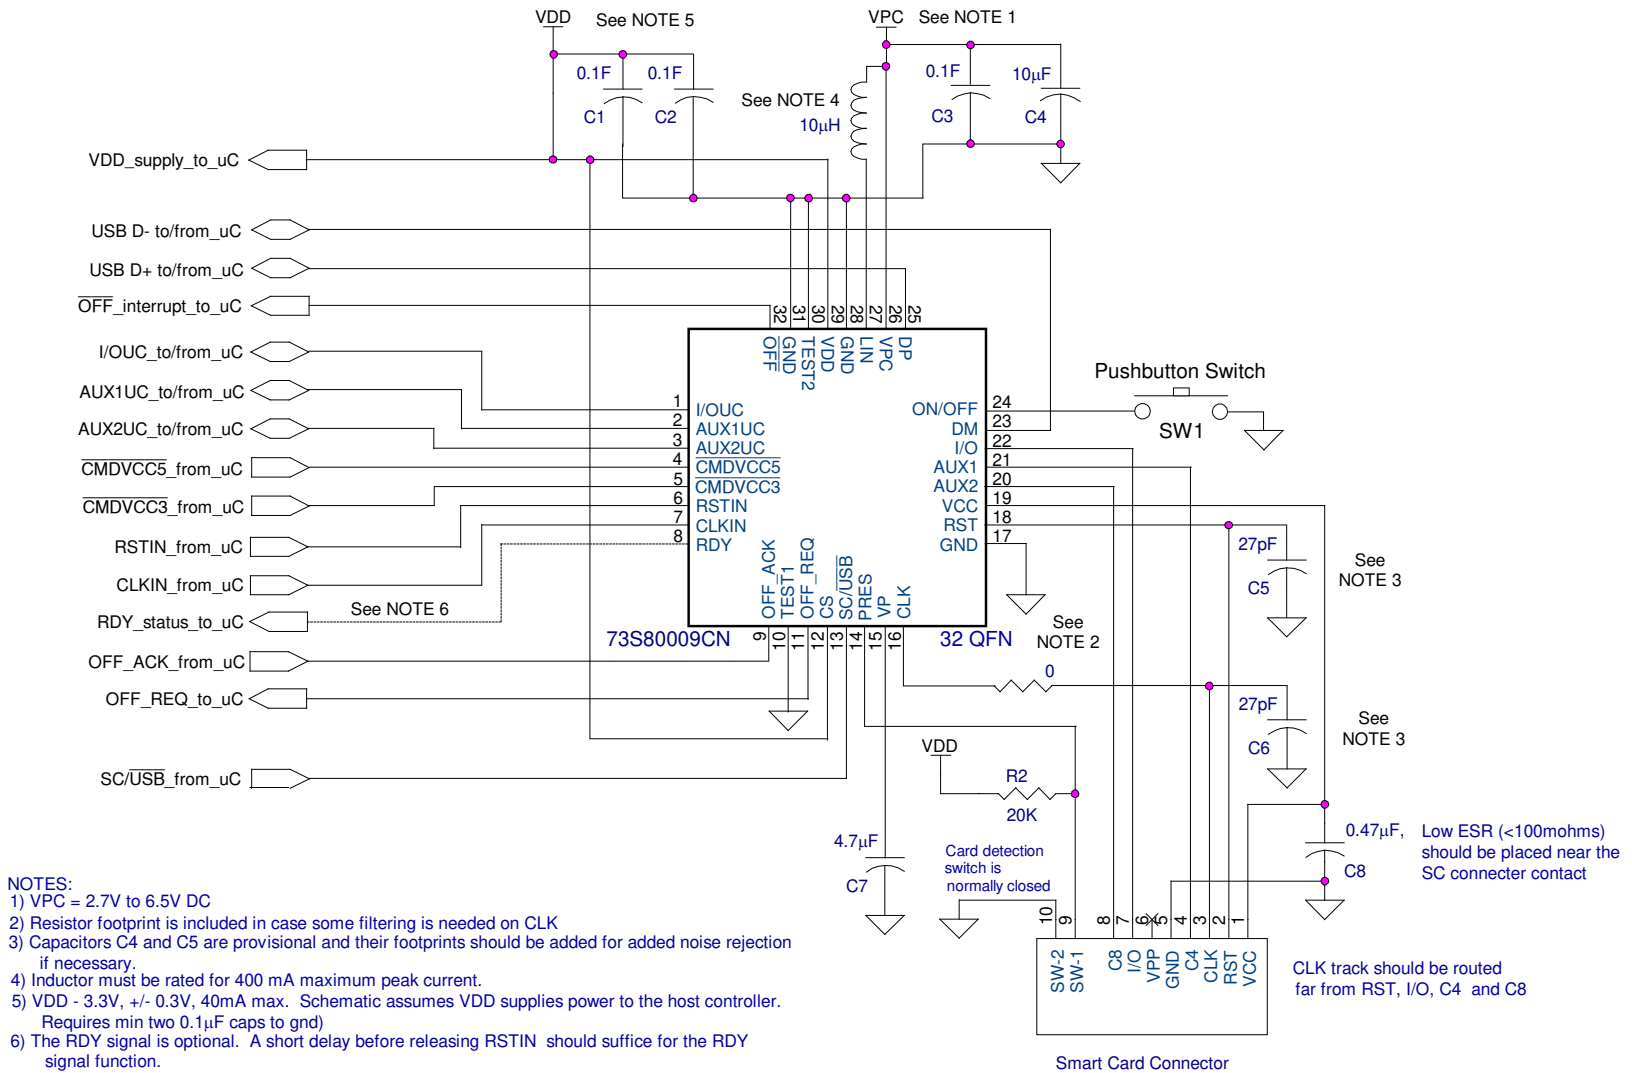 VDD
See NOTE 5
VPC
See NOTE 1
0.1F
0.1F
C1
C2
See NOTE 4
10µH
0.1F
10µF
C3
C4
VDD_supply_to_uC
USB D- to/from_uC
USB D+ to/from_uC
OFF_interrupt_to_uC
I/OUC_to/from_uC
AUX1UC_to/from_uC
AUX2UC_to/from_uC
CMDVCC5_from_uC
CMDVCC3_from_uC
RSTIN_from_uC
CLKIN_from_uC
RDY_status_to_uC
See NOTE 6
OFF_ACK_from_uC
OFF_REQ_to_uC
SC/USB_from_uC
32 31 30 29 28 27 26 25
OFF GND TEST2 VDD GND LIN VPC DP
1 I/OUC
2 AUX1UC
3 AUX2UC
4 CMDVCC5
5 CMDVCC3
6 RSTIN
7 CLKIN
8 RDY
ON/OFF 24
DM 23
I/O 22
AUX1 21
AUX2 20
VCC 19
RST 18
GND 17
OFF_ACK TEST1 OFF_REQ CS SC/USB PRES VP CLK
9 10 11 12 13 14 15 16
73S80009CN
32 QFN
Pushbutton Switch
SW1
27pF
C5
See
NOTE 3
See
NOTE 2
0
27pF
C6
See
NOTE 3
VDD
R2
20K
4.7µF
C7
Card detection
switch is
normally closed
0.47µF,
C8
Low ESR (<100mohms)
should be placed near the
SC connecter contact
10 9 8 7 6 5 4 3 2 1
SW-2 SW-1 C8 I/O VPP GND C4 CLK RST VCC
CLK track should be routed
far from RST, I/O, C4 and C8
Smart Card Connector
NOTES:
1) VPC = 2.7V to 6.5V DC
2) Resistor footprint is included in case some filtering is needed on CLK
3) Capacitors C4 and C5 are provisional and their footprints should be added for added noise rejection
if necessary.
4) Inductor must be rated for 400 mA maximum peak current.
5) VDD - 3.3V, +/- 0.3V, 40mA max. Schematic assumes VDD supplies power to the host controller.
Requires min two 0.1µF caps to gnd)
6) The RDY signal is optional. A short delay before releasing RSTIN should suffice for the RDY
signal function.